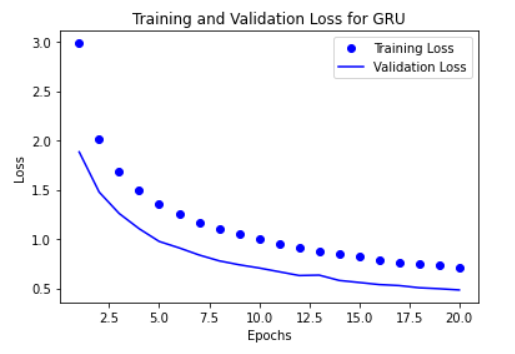 Training and Validation Loss for GRU
Training Loss
Validation Loss
3.0
2.5
2.0
1.5
1.0
0.5
Loss
2.5 5.0 7.5 10.0 12.5 15.0 17.5 20.0
Epochs